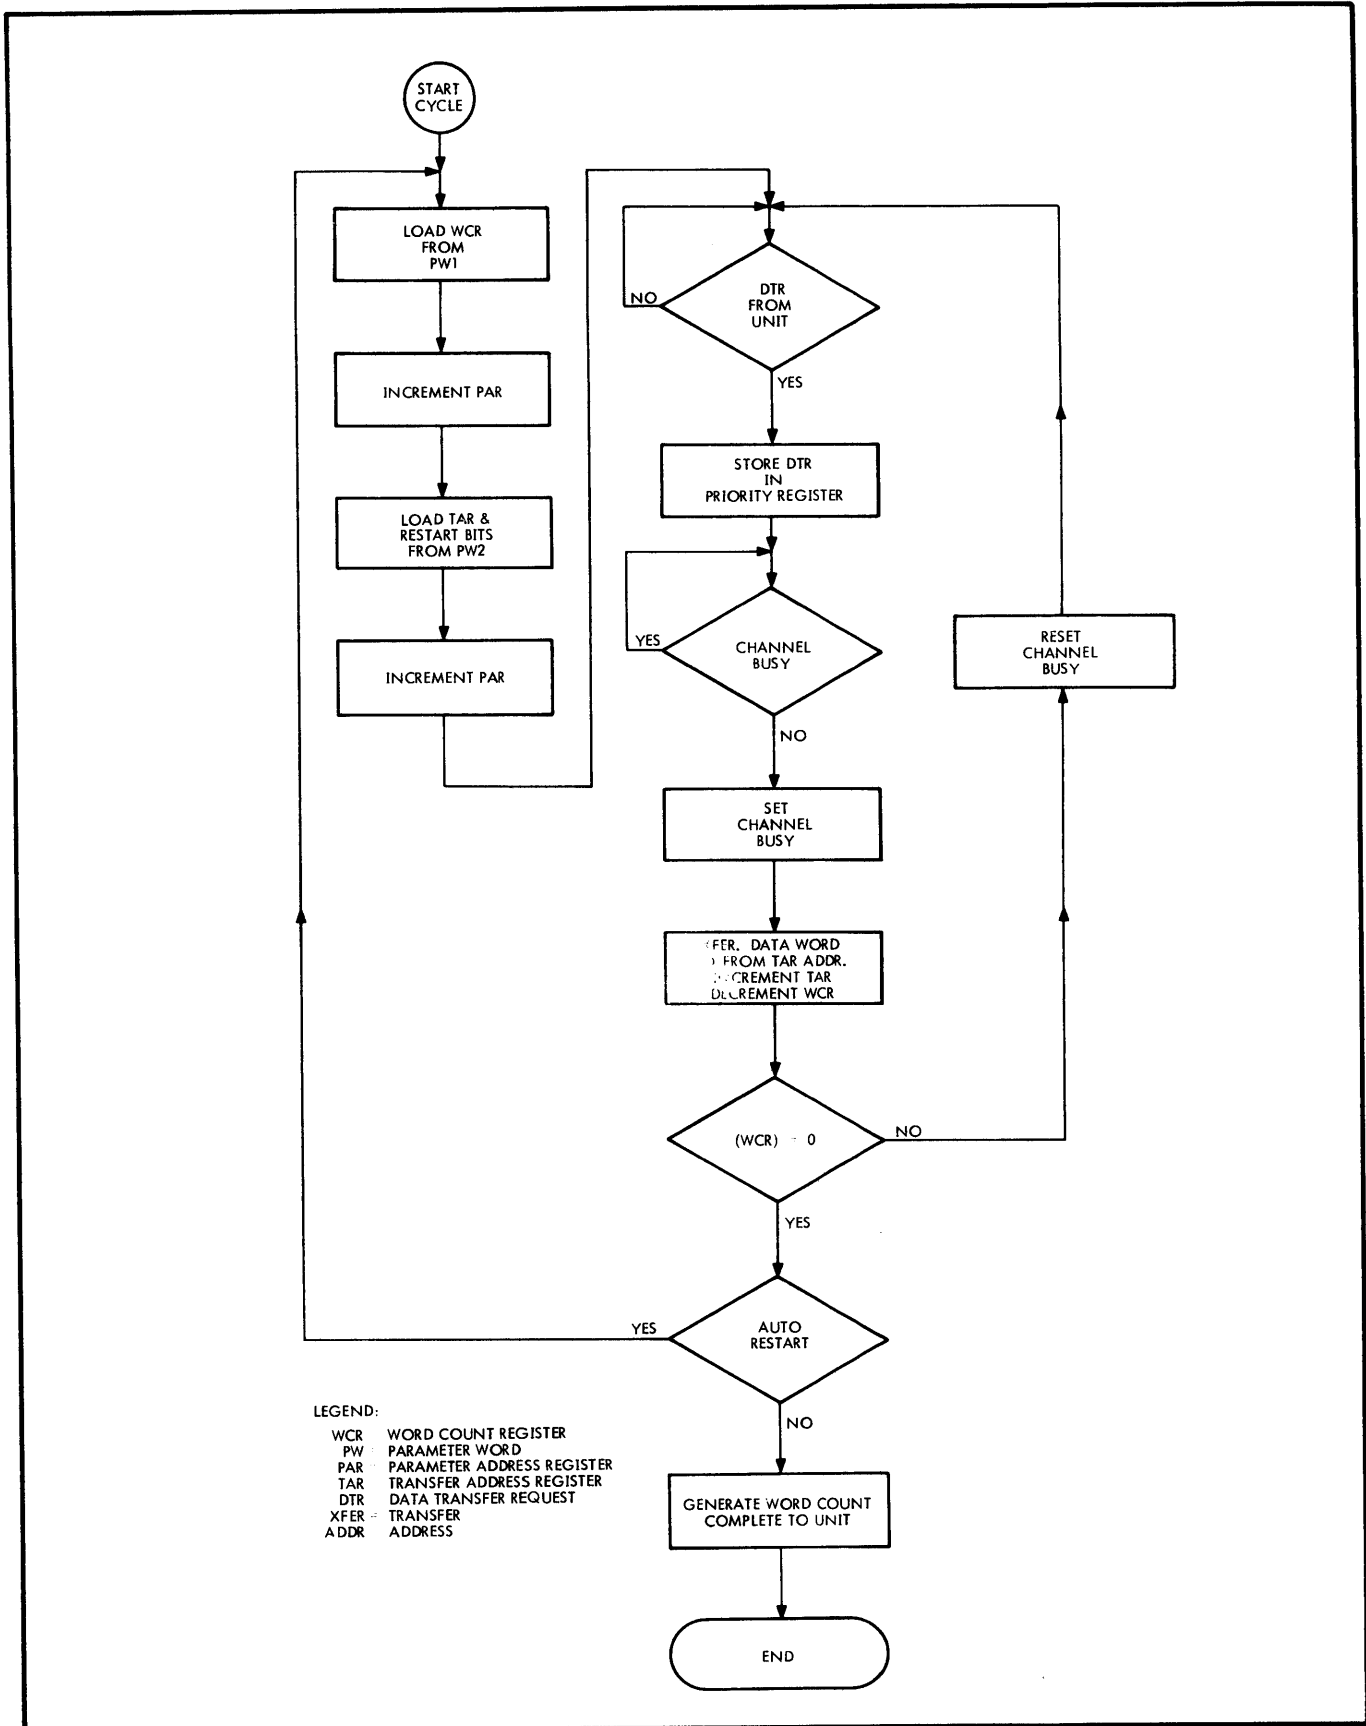 START
CYCLE
LOAD WCR
FROM
PW1
INCREMENT PAR
LOAD TAR &
RESTART BITS
FROM PW2
INCREMENT PAR
DTR
FROM
UNIT
NO
YES
STORE DTR
IN
PRIORITY REGISTER
YES
CHANNEL
BUSY
NO
RESET
CHANNEL
BUSY
SET
CHANNEL
BUSY
DATA WORD
FROM TAR ADDR.
TAR
DECREMENT WCR
(WCR) 0
NO
YES
YES
AUTO
RESTART
NO
GENERATE WORD COUNT
COMPLETE TO UNIT
END
LEGEND:
WCR WORD COUNT REGISTER
PW PARAMETER WORD
PAR PARAMETER ADDRESS REGISTER
TAR TRANSFER ADDRESS REGISTER
DTR DATA TRANSFER REQUEST
XFER = TRANSFER
ADDR ADDRESS